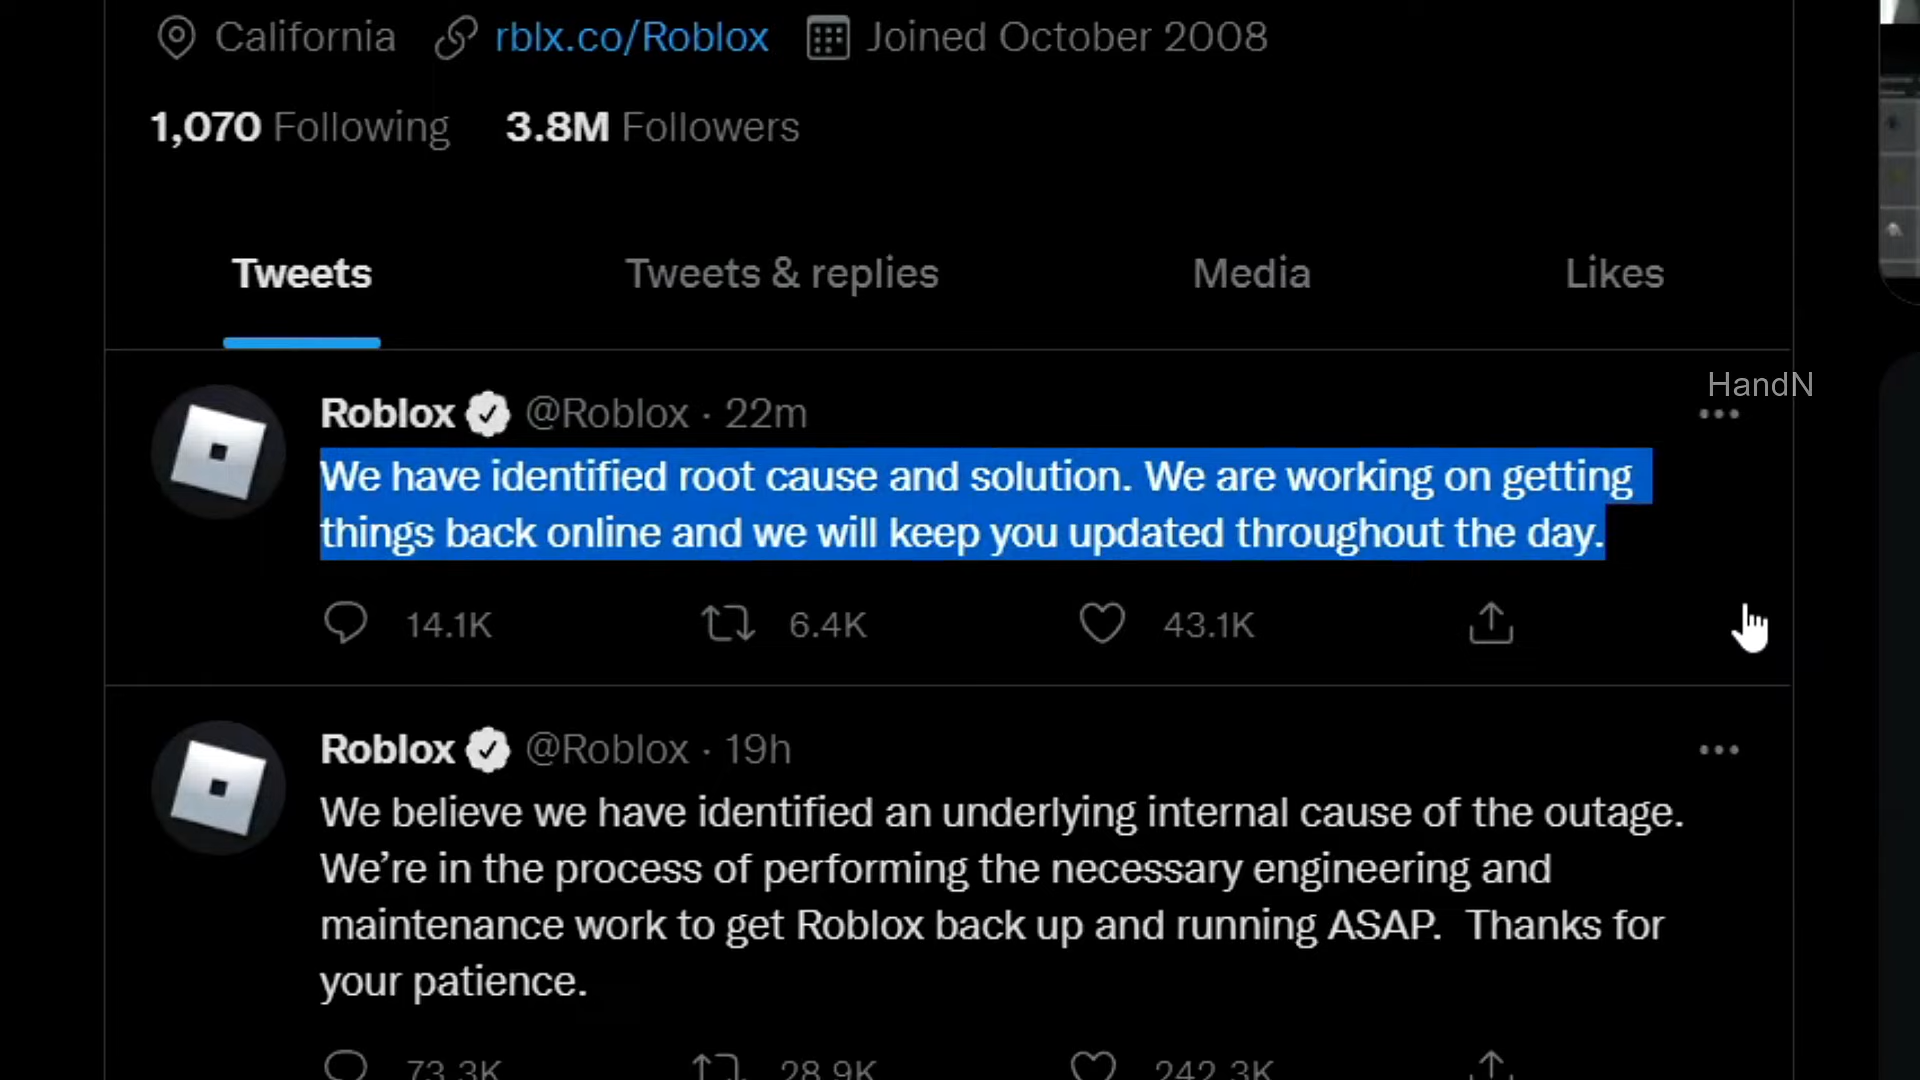 California rblx.co/Roblox Joined October 2008
1,070 Following 3.8M Followers
Tweets Tweets & replies Media Likes
HandN
Roblox @Roblox · 22m
We have identified root cause and solution. We are working on getting
things back online and we will keep you updated throughout the day.
14.1K 6.4K 43.1K
Roblox @Roblox · 19h
We believe we have identified an underlying internal cause of the outage.
We’re in the process of performing the necessary engineering and
maintenance work to get Roblox back up and running ASAP.  Thanks for
your patience.
73.3K 28.9K 242.3K